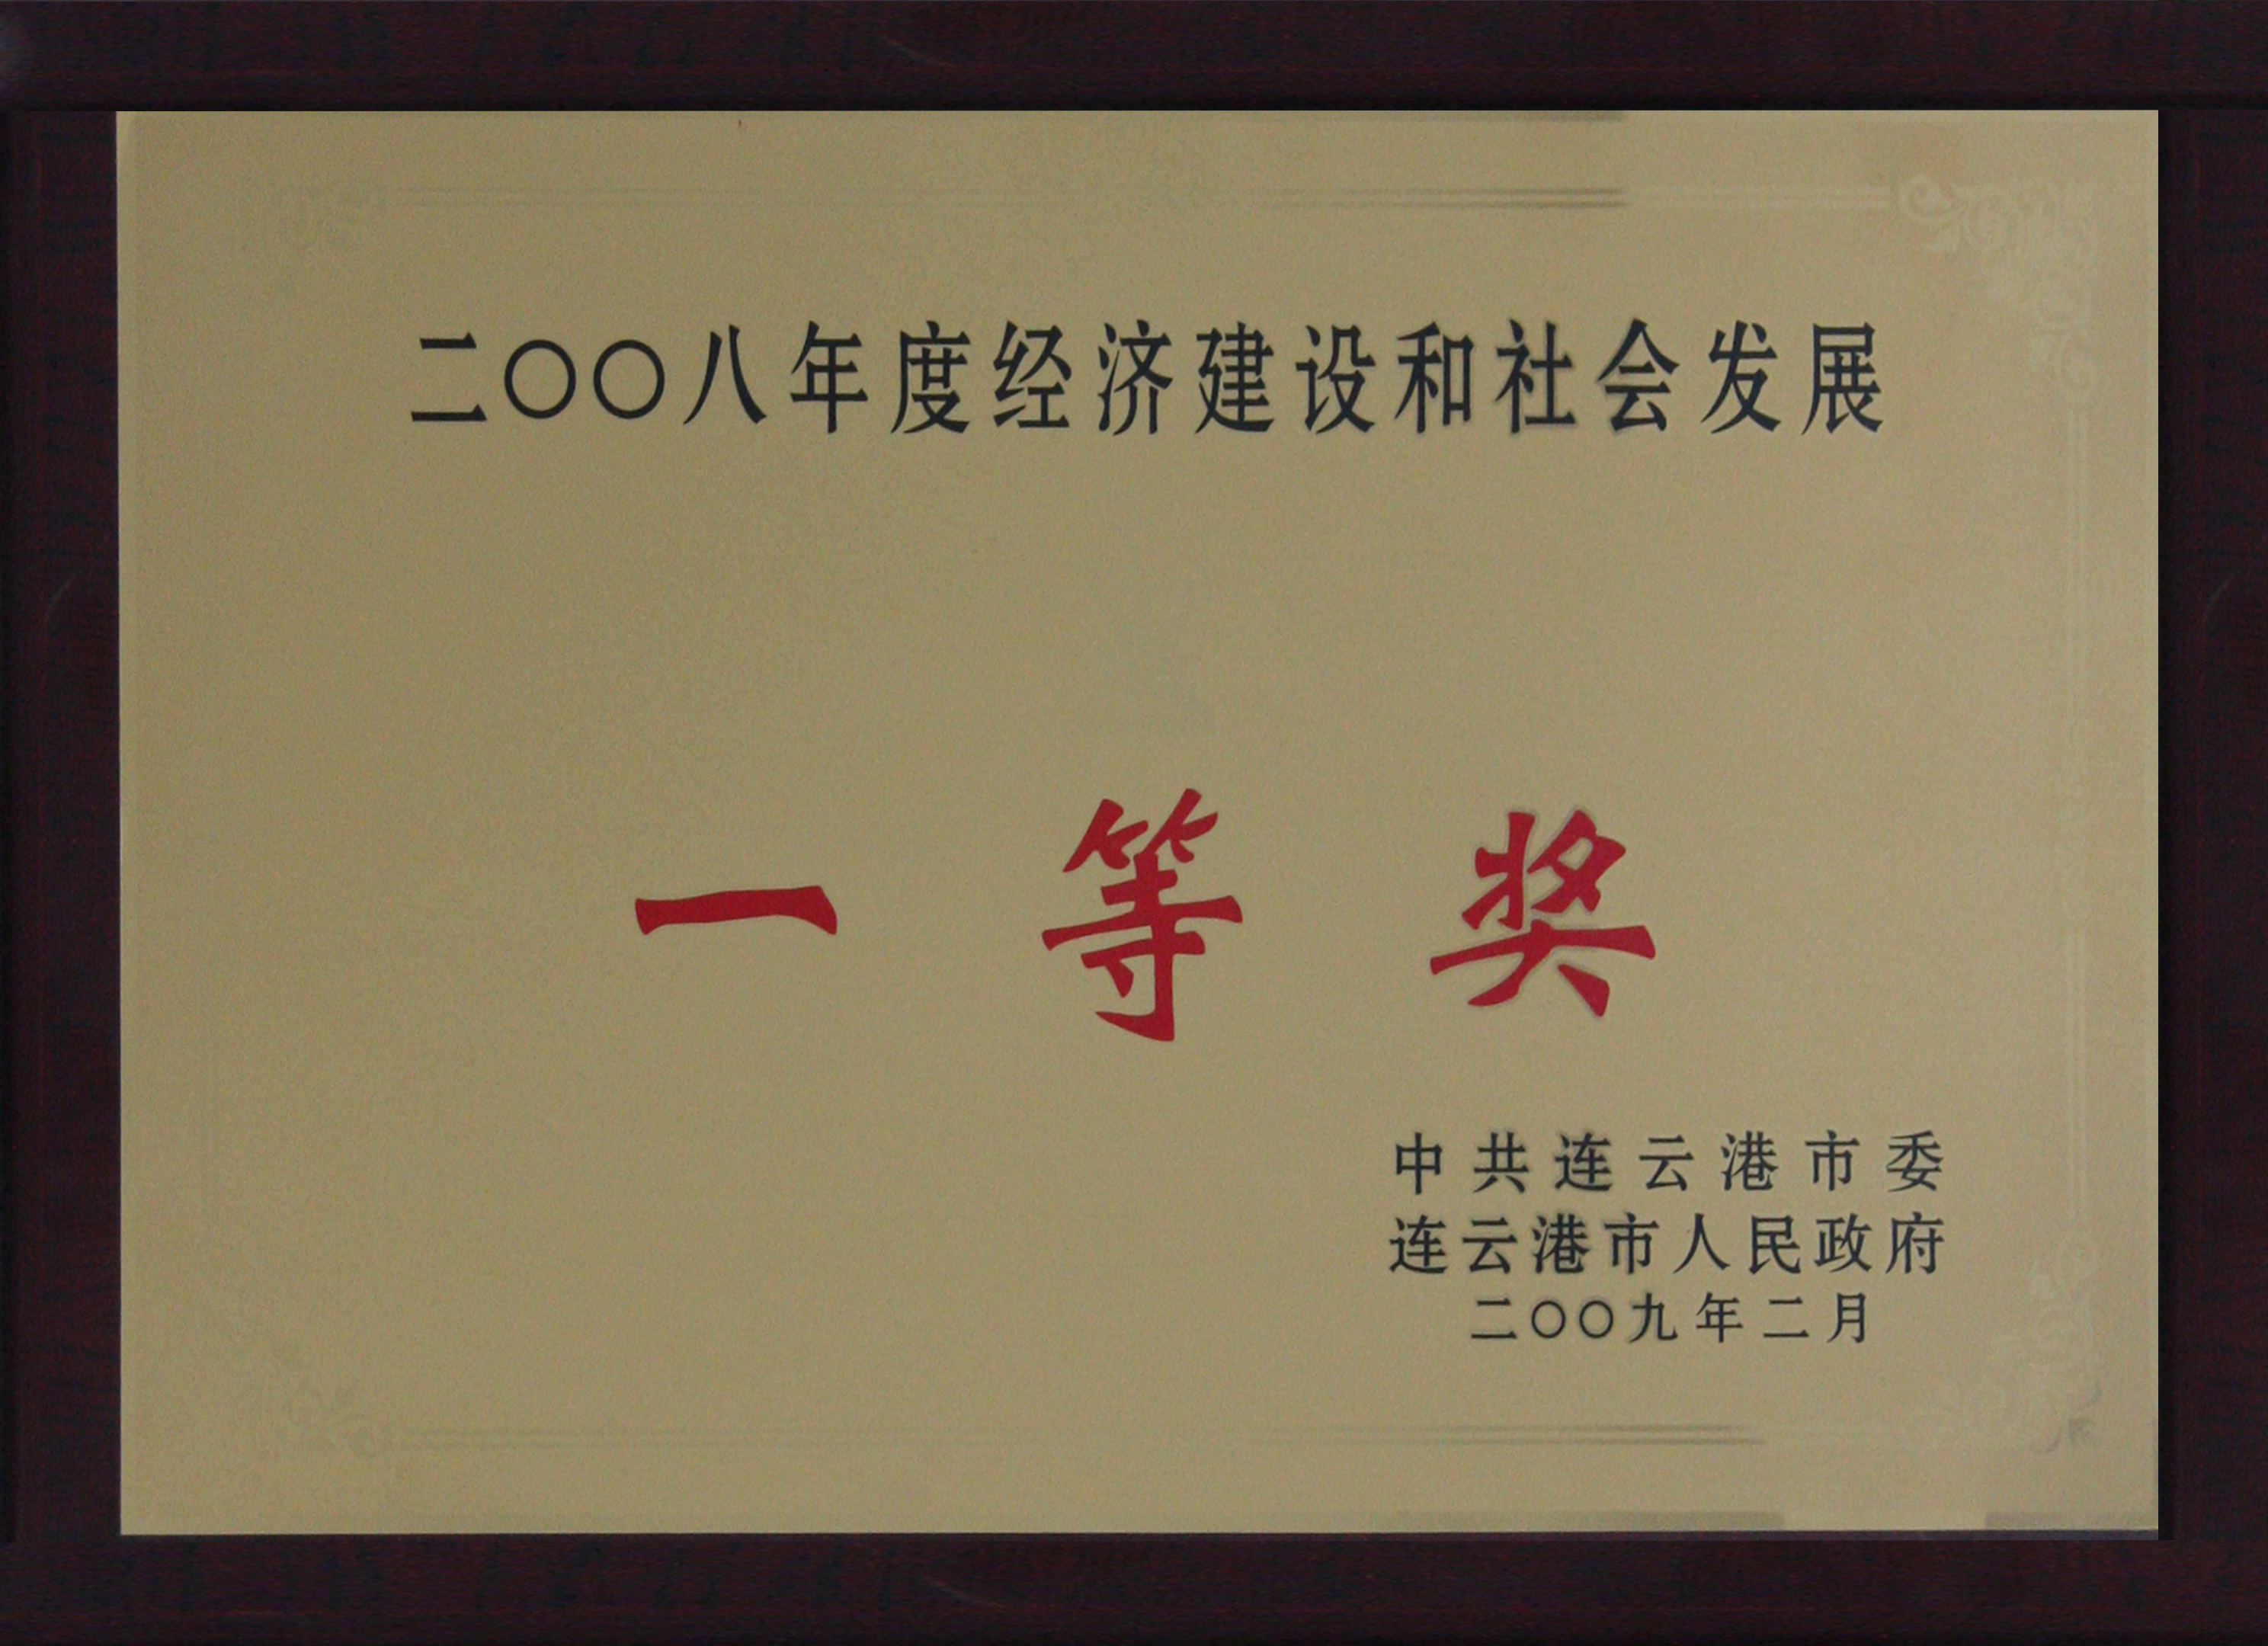 二〇〇八年度经济建设和社会发展
一等奖
中共连云港市委
连云港市人民政府
二〇〇九年二月